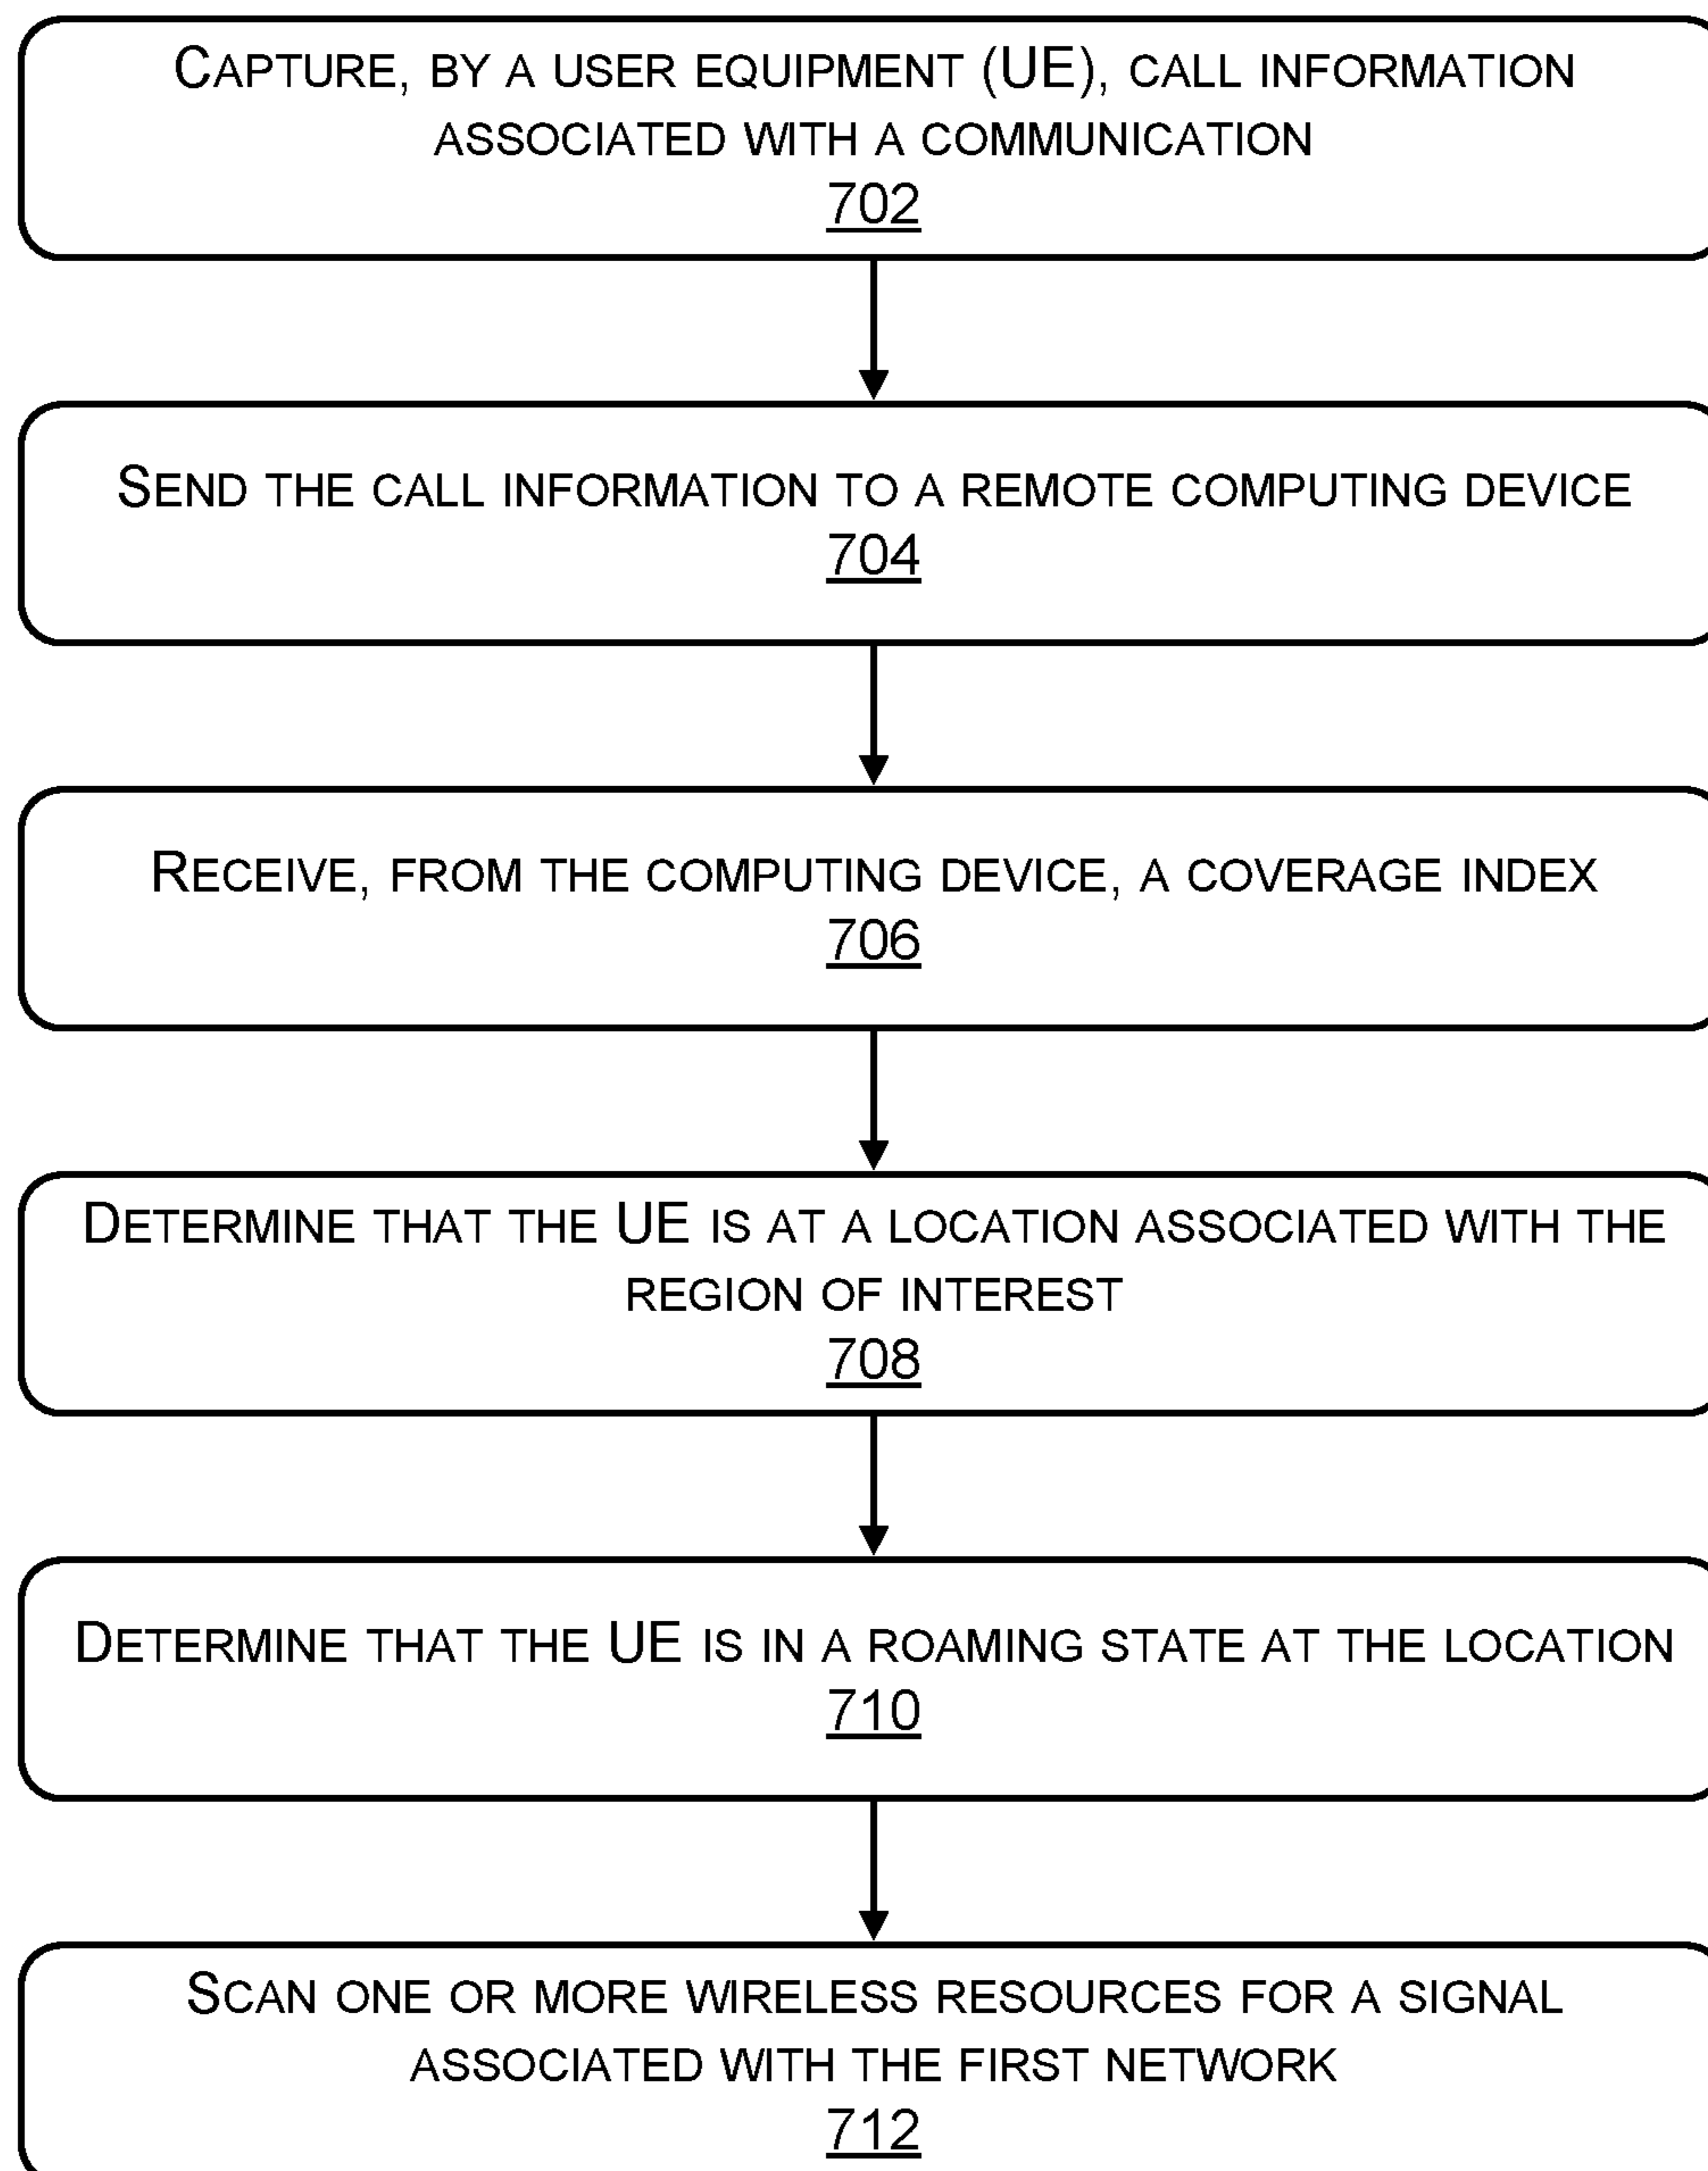 CAPTURE, BY A USER EQUIPMENT (UE), CALL INFORMATION
ASSOCIATED WITH A COMMUNICATION
702
SEND THE CALL INFORMATION TO A REMOTE COMPUTING DEVICE
704
RECEIVE, FROM THE COMPUTING DEVICE, A COVERAGE INDEX
706
DETERMINE THAT THE UE IS AT A LOCATION ASSOCIATED WITH THE
REGION OF INTEREST
708
DETERMINE THAT THE UE IS IN A ROAMING STATE AT THE LOCATION
710
SCAN ONE OR MORE WIRELESS RESOURCES FOR A SIGNAL
ASSOCIATED WITH THE FIRST NETWORK
712